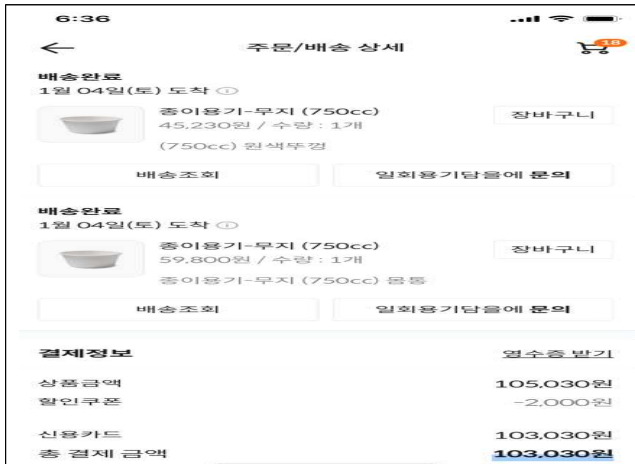 6:36
주문/배송 상세
18
배송완료
1월 04일(토) 도착
종이용기-무지 (750cc)
45,230원 / 수량 : 1개
(750cc) 원색뚜껑
장바구니
배송조회
일회용기담을에 문의
배송완료
1월 04일(토) 도착
종이용기-무지 (750cc)
59,800원 / 수량 : 1개
종이용기-무지 (750cc) 몸통
장바구니
배송조회
일회용기담을에 문의
결제정보 영수증 받기
상품금액 105,030원
할인쿠폰 -2,000원
신용카드 103,030원
총 결제 금액 103,030원